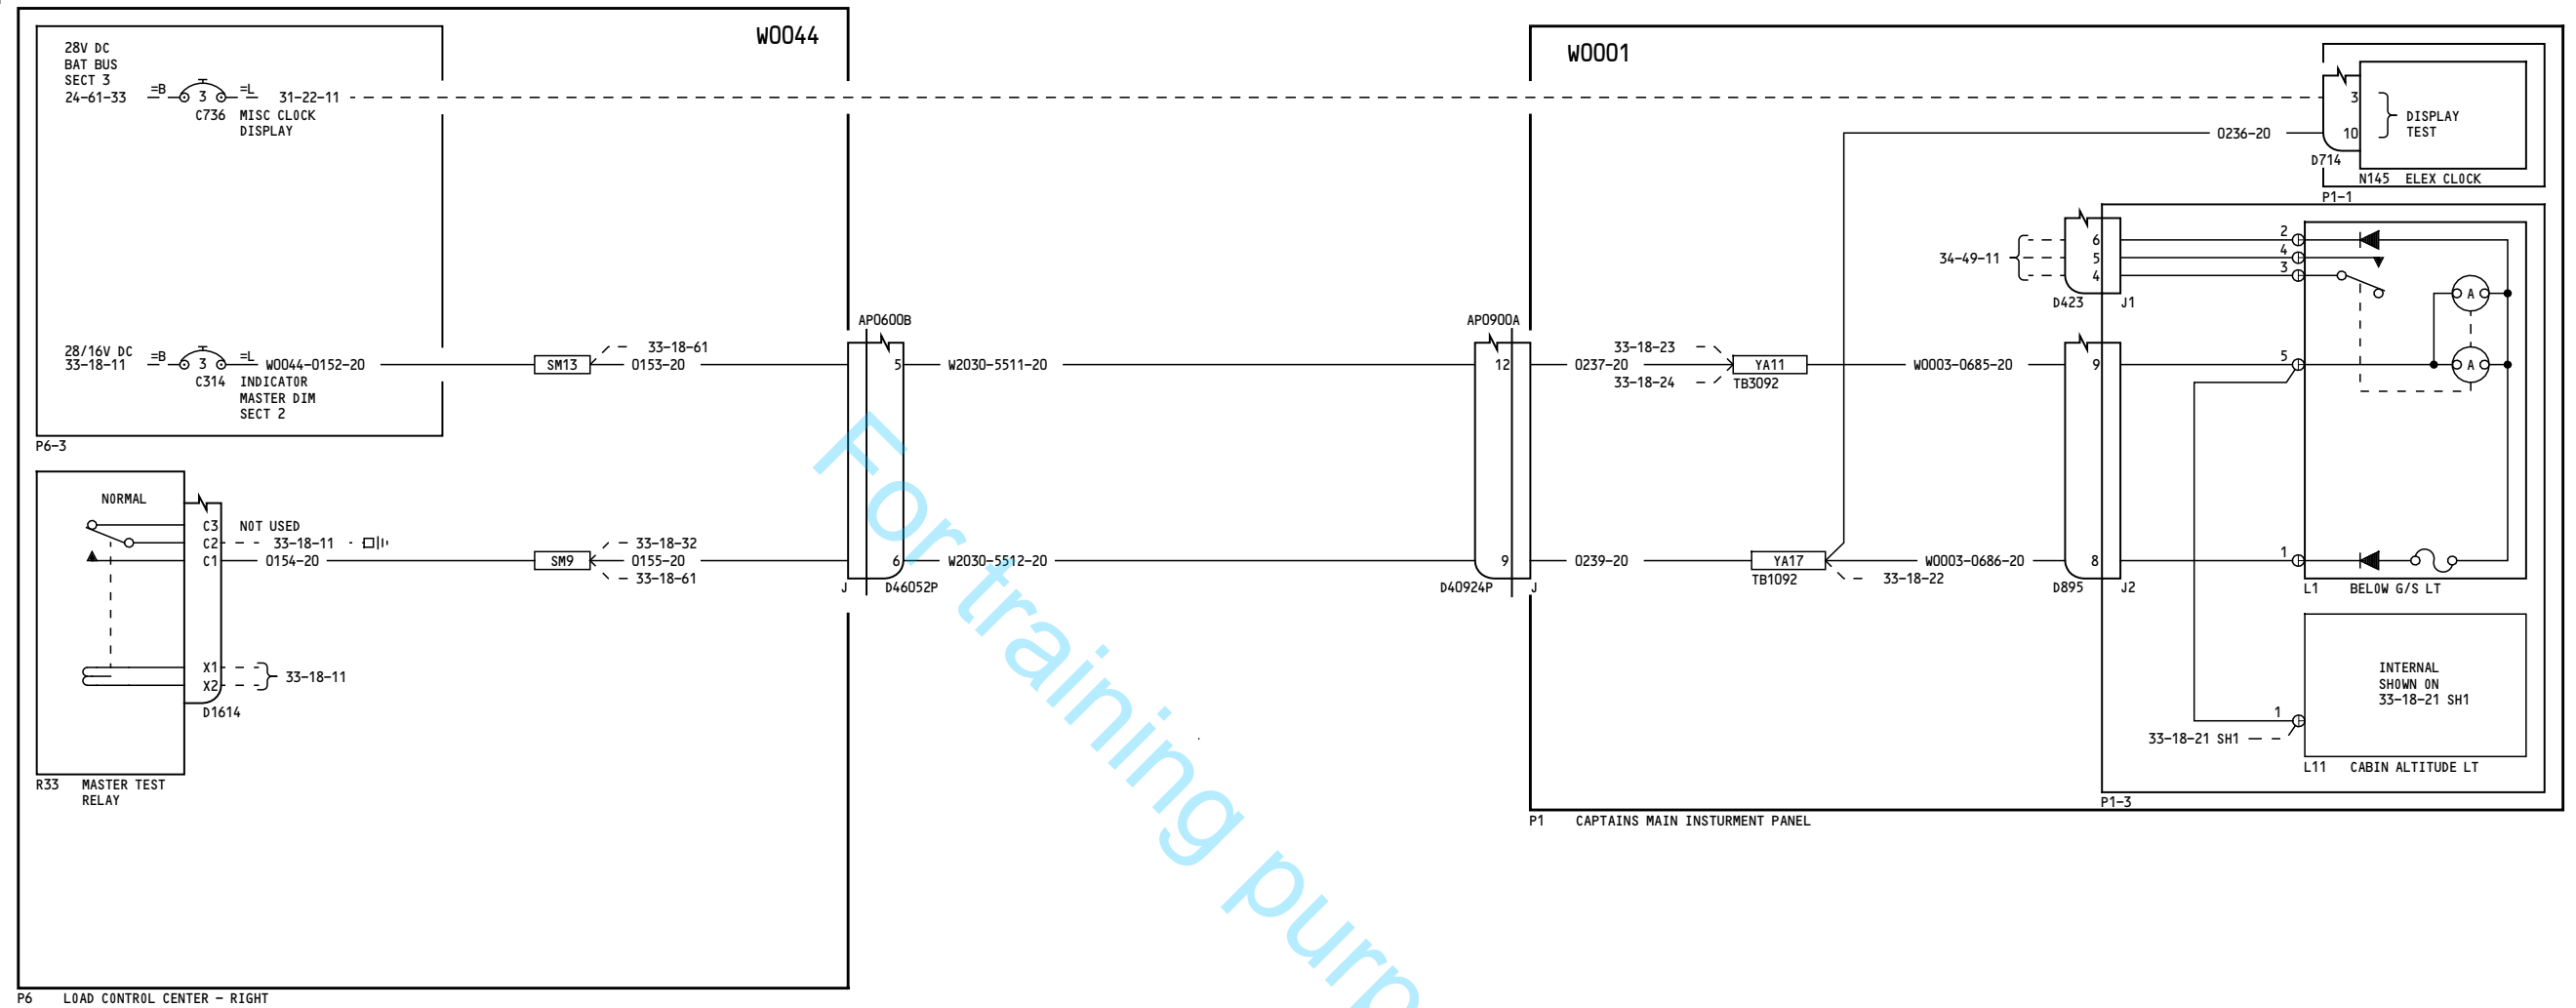 W0044
28V DC
BAT BUS
SECT 3
24-61-33
=B
3
=L
31-22-11
C736
MISC CLOCK
DISPLAY
28/16V DC
33-18-11
=B
3
=L
W0044-0152-20
C314
INDICATOR
MASTER DIM
SECT 2
P6-3
SM13
33-18-61
0153-20
NORMAL
C3
NOT USED
C2
33-18-11
C1
0154-20
SM9
33-18-32
0155-20
33-18-61
X1
X2
33-18-11
D1614
R33 MASTER TEST
RELAY
P6 LOAD CONTROL CENTER - RIGHT
AP0600B
5
W2030-5511-20
6
W2030-5512-20
J
D46052P
AP0900A
12
9
D40924P
J
W0001
33-18-23
0237-20
33-18-24
YA11
TB3092
W0003-0685-20
0239-20
YA17
TB1092
W0003-0686-20
33-18-22
0236-20
3
10
DISPLAY
TEST
D714
N145 ELEX CLOCK
P1-1
34-49-11
6
5
4
D423
J1
2
4
3
A
9
5
A
8
1
D895
J2
L1 BELOW G/S LT
INTERNAL
SHOWN ON
33-18-21 SH1
1
33-18-21 SH1
L11 CABIN ALTITUDE LT
P1-3
P1 CAPTAINS MAIN INSTURMENT PANEL
For training purp